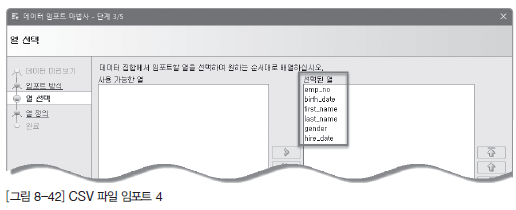 데이터 임포트 마법사 - 단계 3/5
열 선택
데이터 미리보기
임포트 방식
열 선택
열 정의
완료
데이터 집합에서 임포트할 열을 선택하여 원하는 순서대로 배열하십시오.
사용 가능한 열
선택된 열
emp_no
birth_date
first_name
last_name
gender
hire_date
[그림 8-42] CSV 파일 임포트 4